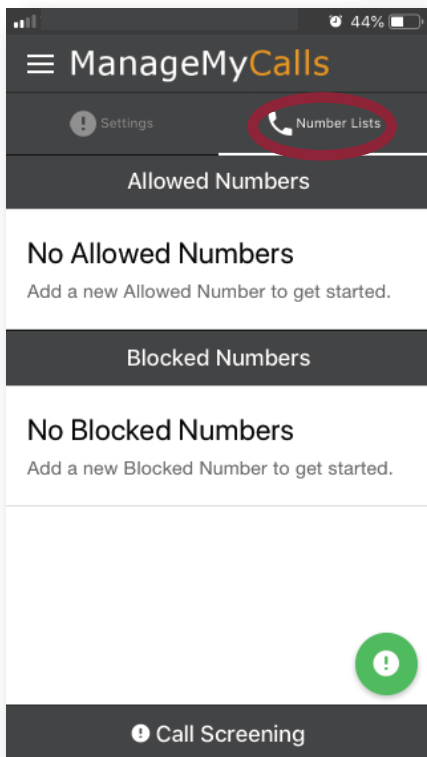 44%
ManageMyCalls
Settings
Number Lists
Allowed Numbers
No Allowed Numbers
Add a new Allowed Number to get started.
Blocked Numbers
No Blocked Numbers
Add a new Blocked Number to get started.
Call Screening